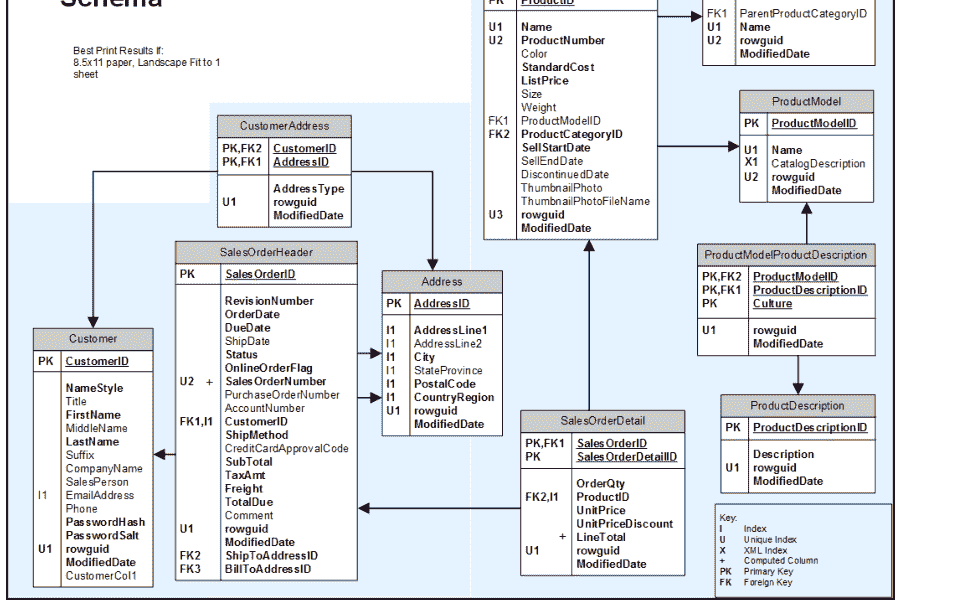 Schema
Best Print Results If:
8.5x11 paper, Landscape Fit to 1
sheet
CustomerAddress
PK,FK2 CustomerID
PK,FK1 AddressID
AddressType
U1 rowguid
ModifiedDate
SalesOrderHeader
PK SalesOrderID
RevisionNumber
OrderDate
DueDate
ShipDate
Status
OnlineOrderFlag
U2 + SalesOrderNumber
PurchaseOrderNumber
AccountNumber
FK1,I1 CustomerID
ShipMethod
CreditCardApprovalCode
SubTotal
TaxAmt
Freight
TotalDue
Comment
U1 rowguid
ModifiedDate
FK2 ShipToAddressID
FK3 BillToAddressID
Customer
PK CustomerID
NameStyle
Title
FirstName
MiddleName
LastName
Suffix
CompanyName
SalesPerson
I1 EmailAddress
Phone
PasswordHash
PasswordSalt
U1 rowguid
ModifiedDate
CustomerCol1
Address
PK AddressID
I1 AddressLine1
I1 AddressLine2
I1 City
I1 StateProvince
I1 PostalCode
I1 CountryRegion
U1 rowguid
ModifiedDate
PK ProductID
U1 Name
U2 ProductNumber
Color
StandardCost
ListPrice
Size
Weight
FK1 ProductModelID
FK2 ProductCategoryID
SellStartDate
SellEndDate
DiscontinuedDate
ThumbnailPhoto
ThumbnailPhotoFileName
U3 rowguid
ModifiedDate
FK1 ParentProductCategoryID
U1 Name
U2 rowguid
ModifiedDate
ProductModel
PK ProductModelID
U1 Name
X1 CatalogDescription
U2 rowguid
ModifiedDate
ProductModelProductDescription
PK,FK2 ProductModelID
PK,FK1 ProductDescriptionID
PK Culture
U1 rowguid
ModifiedDate
ProductDescription
PK ProductDescriptionID
Description
U1 rowguid
ModifiedDate
SalesOrderDetail
PK,FK1 SalesOrderID
PK SalesOrderDetailID
OrderQty
FK2,I1 ProductID
UnitPrice
UnitPriceDiscount
+ LineTotal
U1 rowguid
ModifiedDate
Key:
I Index
U Unique Index
X XML Index
+ Computed Column
PK Primary Key
FK Foreign Key